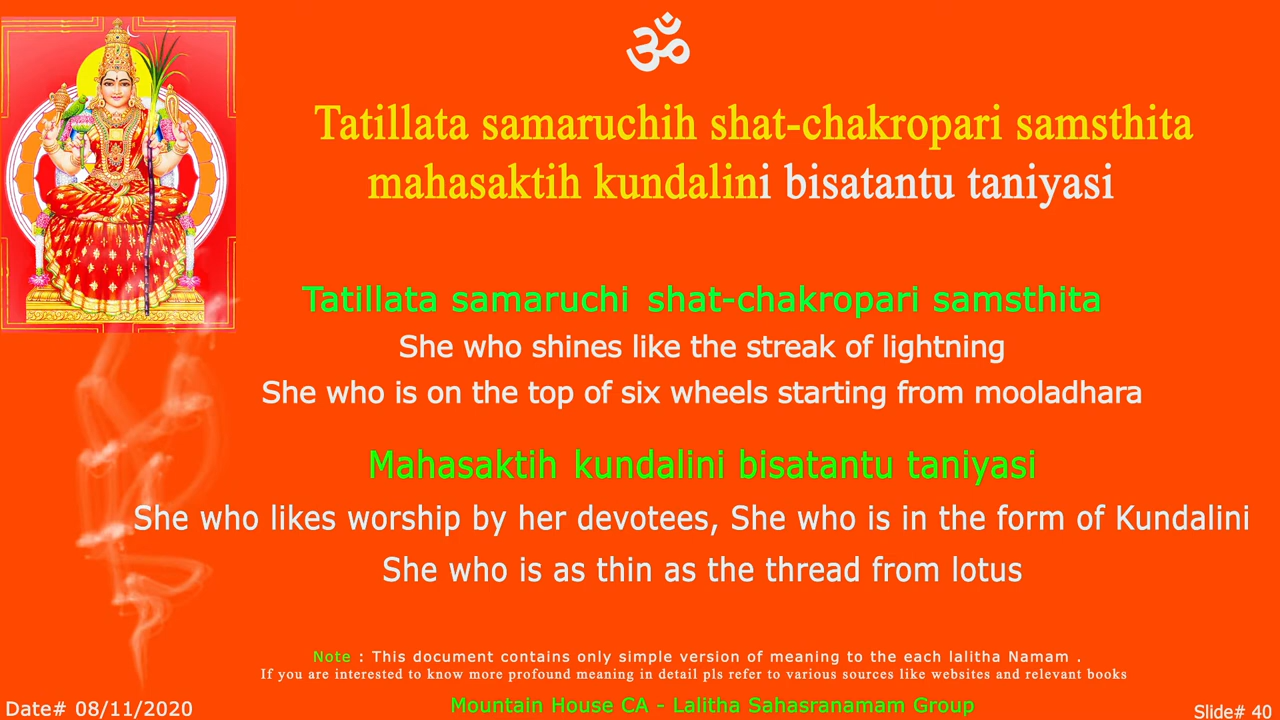 ॐ
Tatillata samaruchih shat-chakropari samsthita
mahasaktih kundalini bisatantu taniyasi
Tatillata samaruchi shat-chakropari samsthita
She who shines like the streak of lightning
She who is on the top of six wheels starting from mooladhara
Mahasaktih kundalini bisatantu taniyasi
She who likes worship by her devotees, She who is in the form of Kundalini
She who is as thin as the thread from lotus
Note : This document contains only simple version of meaning to the each lalitha Namam .
If you are interested to know more profound meaning in detail pls refer to various sources like websites and relevant books
Mountain House CA - Lalitha Sahasranamam Group
Date# 08/11/2020
Slide# 40